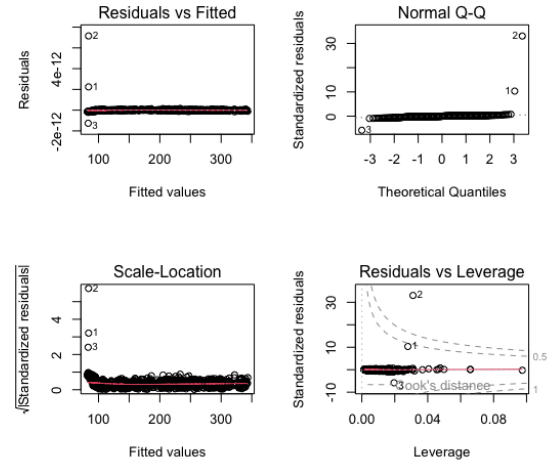 Residuals vs Fitted
Residuals
-2e-12 4e-12
2
1
3
100 200 300
Fitted values
Normal Q-Q
Standardized residuals
0 10 30
2
1
3
-3 -2 -1 0 1 2 3
Theoretical Quantiles
Scale-Location
√|Standardized residuals|
0 2 4
2
1
3
100 200 300
Fitted values
Residuals vs Leverage
Standardized residuals
-10 10 30
2
1
3
Cook's distance
0.5
1
0.00 0.04 0.08
Leverage